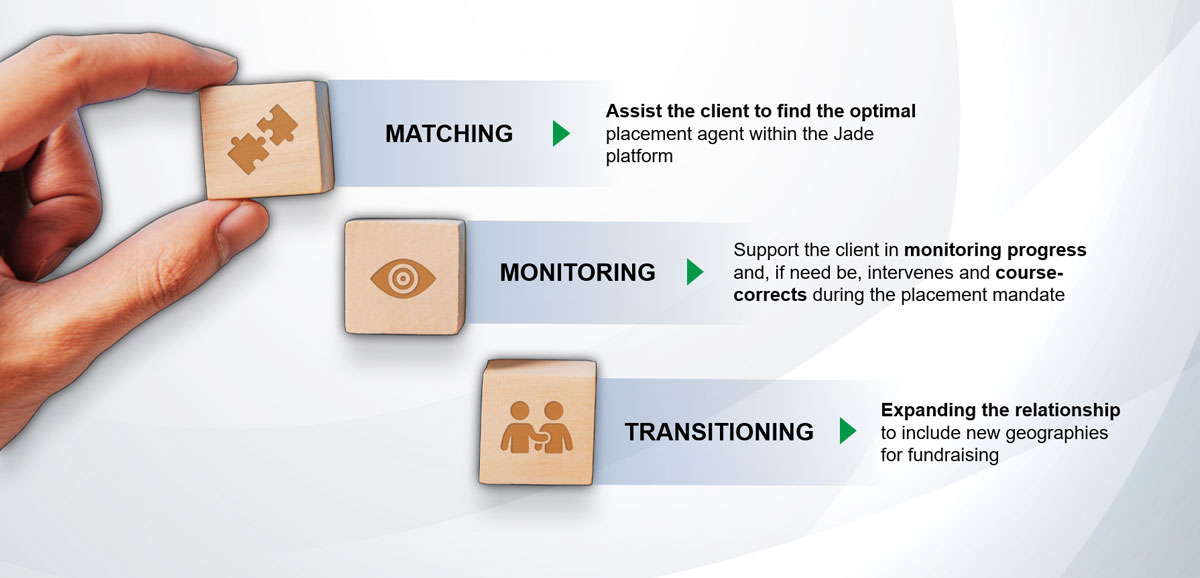 MATCHING
Assist the client to find the optimal
placement agent within the Jade
platform
MONITORING
Support the client in monitoring progress
and, if need be, intervenes and course-
corrects during the placement mandate
TRANSITIONING
Expanding the relationship
to include new geographies
for fundraising